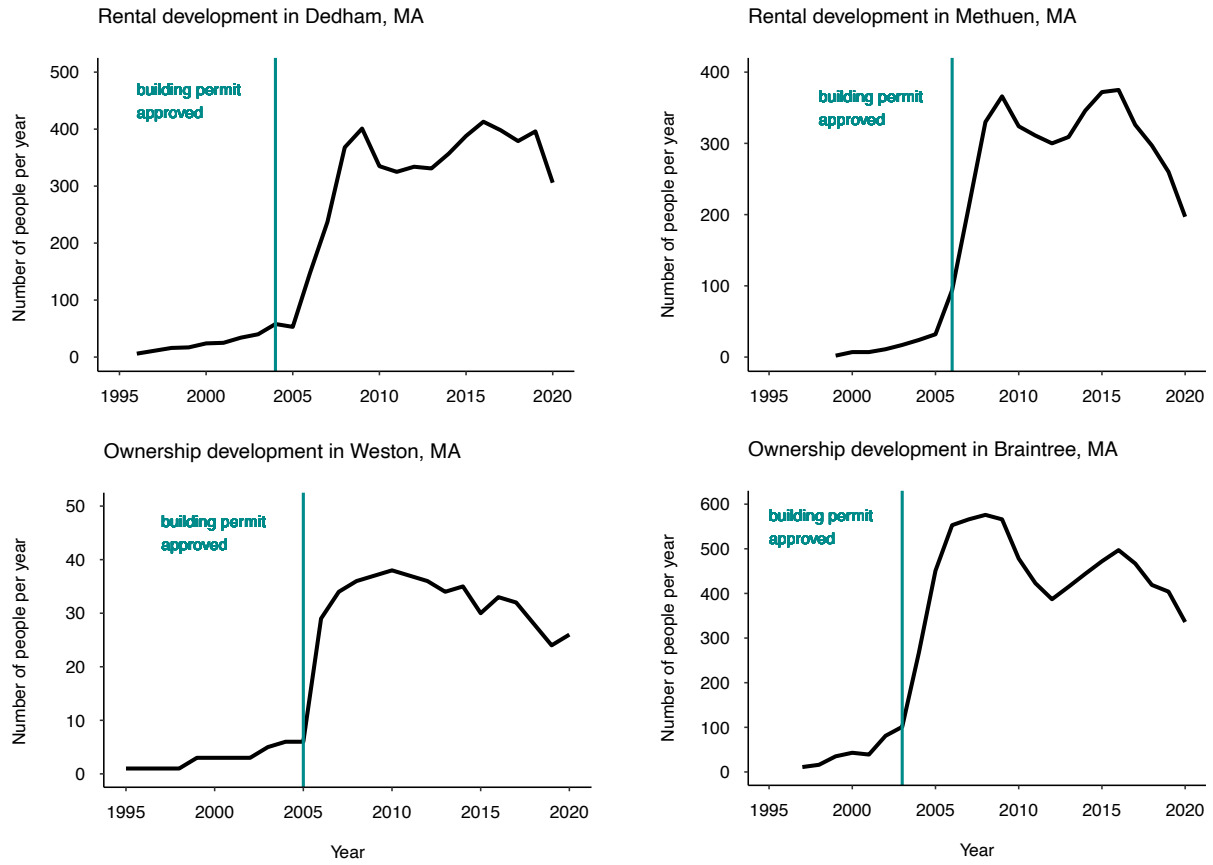 Rental development in Dedham, MA
Number of people per year
500
400
300
200
100
0
building permit
approved
1995 2000 2005 2010 2015 2020
Rental development in Methuen, MA
Number of people per year
400
300
200
100
0
building permit
approved
1995 2000 2005 2010 2015 2020
Ownership development in Weston, MA
Number of people per year
50
40
30
20
10
0
building permit
approved
1995 2000 2005 2010 2015 2020
Year
Ownership development in Braintree, MA
Number of people per year
600
500
400
300
200
100
0
building permit
approved
1995 2000 2005 2010 2015 2020
Year